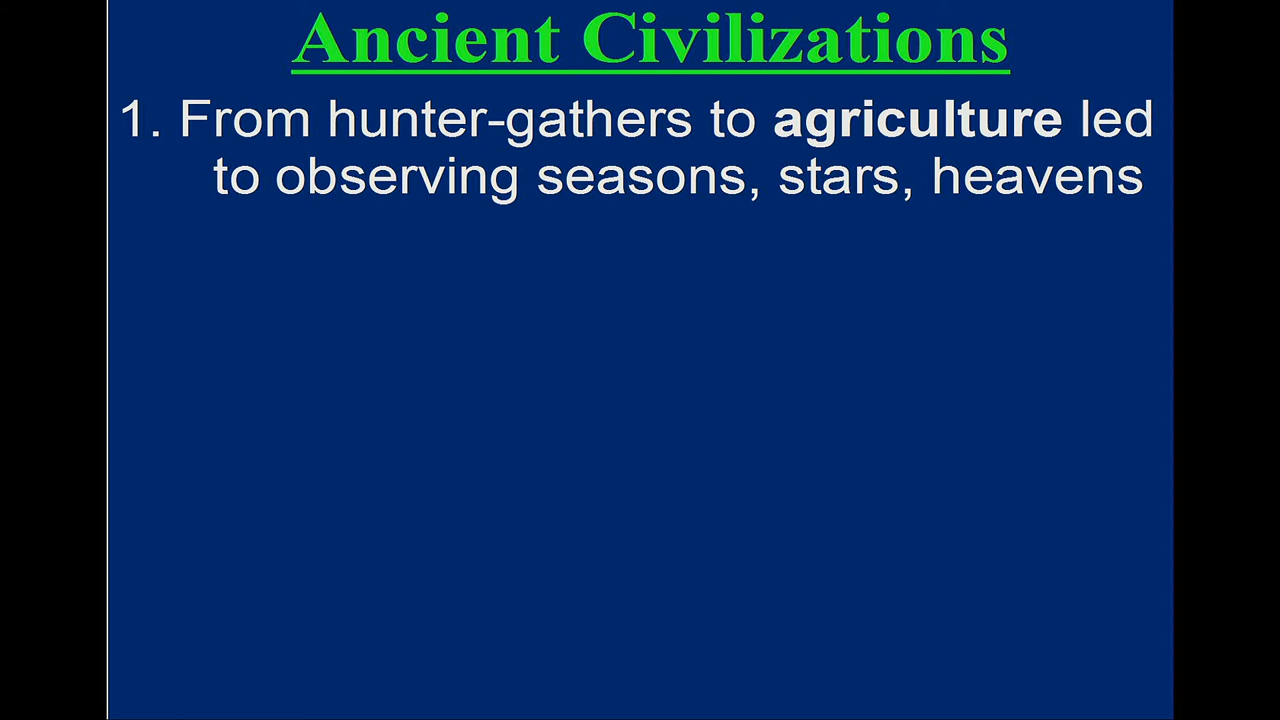 Ancient Civilizations
1. From hunter-gathers to agriculture led
to observing seasons, stars, heavens